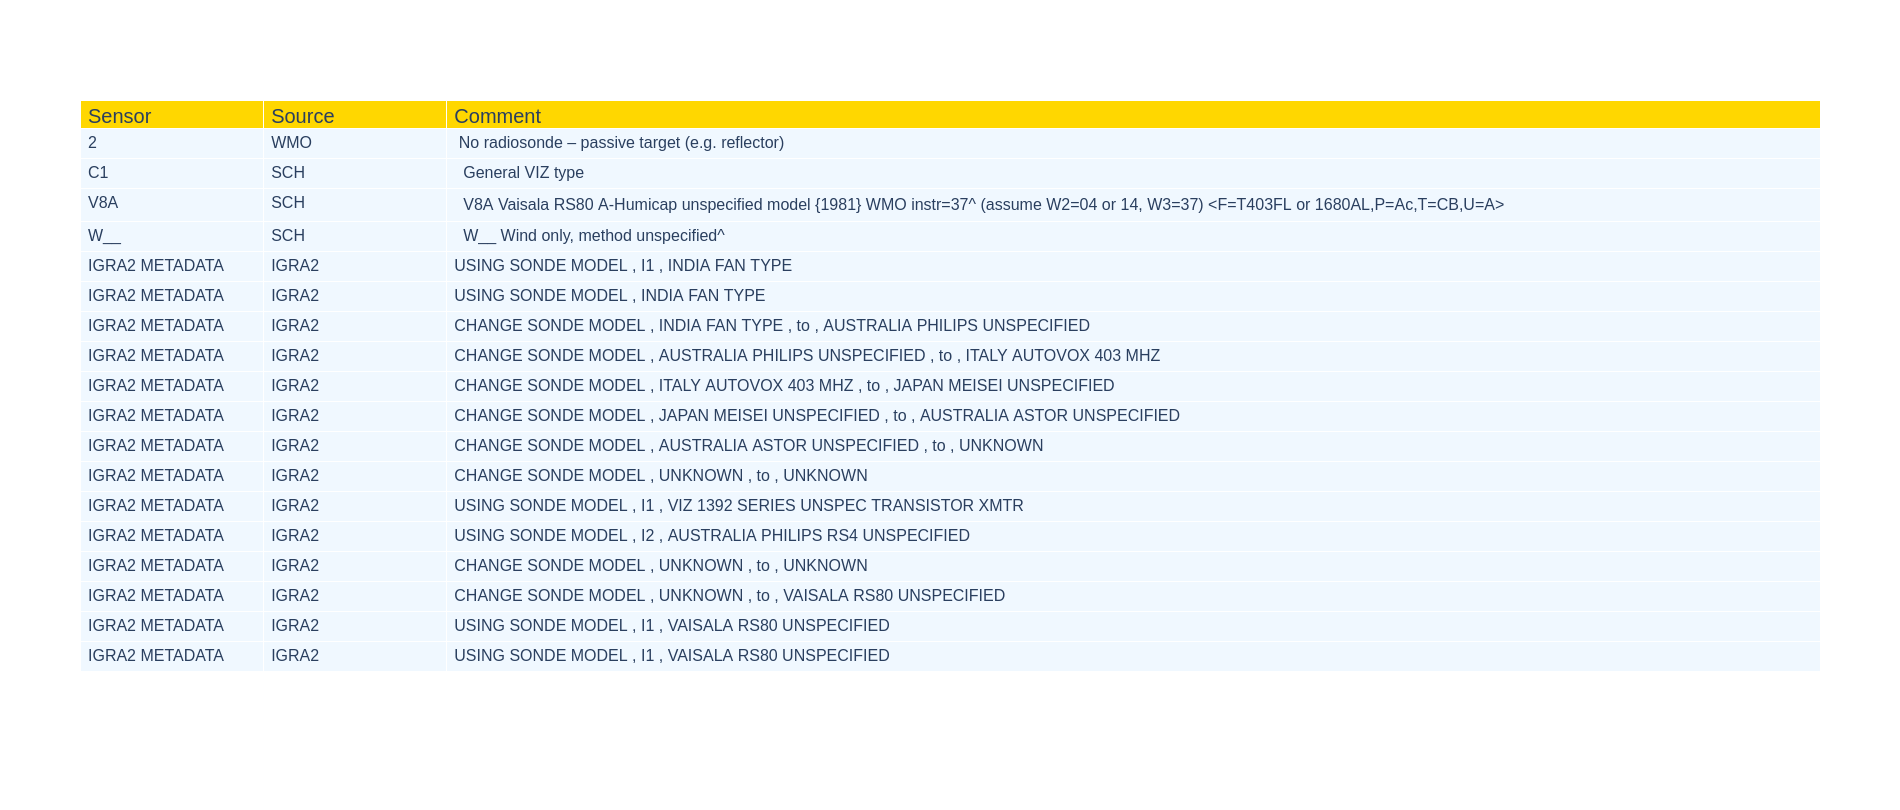 Sensor Source Comment
2 WMO No radiosonde – passive target (e.g. reflector)
C1 SCH General VIZ type
V8A SCH V8A Vaisala RS80 A-Humicap unspecified model {1981} WMO instr=37^ (assume W2=04 or 14, W3=37) <F=T403FL or 1680AL,P=Ac,T=CB,U=A>
W__ SCH W__ Wind only, method unspecified^
IGRA2 METADATA IGRA2 USING SONDE MODEL , I1 , INDIA FAN TYPE
IGRA2 METADATA IGRA2 USING SONDE MODEL , INDIA FAN TYPE
IGRA2 METADATA IGRA2 CHANGE SONDE MODEL , INDIA FAN TYPE , to , AUSTRALIA PHILIPS UNSPECIFIED
IGRA2 METADATA IGRA2 CHANGE SONDE MODEL , AUSTRALIA PHILIPS UNSPECIFIED , to , ITALY AUTOVOX 403 MHZ
IGRA2 METADATA IGRA2 CHANGE SONDE MODEL , ITALY AUTOVOX 403 MHZ , to , JAPAN MEISEI UNSPECIFIED
IGRA2 METADATA IGRA2 CHANGE SONDE MODEL , JAPAN MEISEI UNSPECIFIED , to , AUSTRALIA ASTOR UNSPECIFIED
IGRA2 METADATA IGRA2 CHANGE SONDE MODEL , AUSTRALIA ASTOR UNSPECIFIED , to , UNKNOWN
IGRA2 METADATA IGRA2 CHANGE SONDE MODEL , UNKNOWN , to , UNKNOWN
IGRA2 METADATA IGRA2 USING SONDE MODEL , I1 , VIZ 1392 SERIES UNSPEC TRANSISTOR XMTR
IGRA2 METADATA IGRA2 USING SONDE MODEL , I2 , AUSTRALIA PHILIPS RS4 UNSPECIFIED
IGRA2 METADATA IGRA2 CHANGE SONDE MODEL , UNKNOWN , to , UNKNOWN
IGRA2 METADATA IGRA2 CHANGE SONDE MODEL , UNKNOWN , to , VAISALA RS80 UNSPECIFIED
IGRA2 METADATA IGRA2 USING SONDE MODEL , I1 , VAISALA RS80 UNSPECIFIED
IGRA2 METADATA IGRA2 USING SONDE MODEL , I1 , VAISALA RS80 UNSPECIFIED